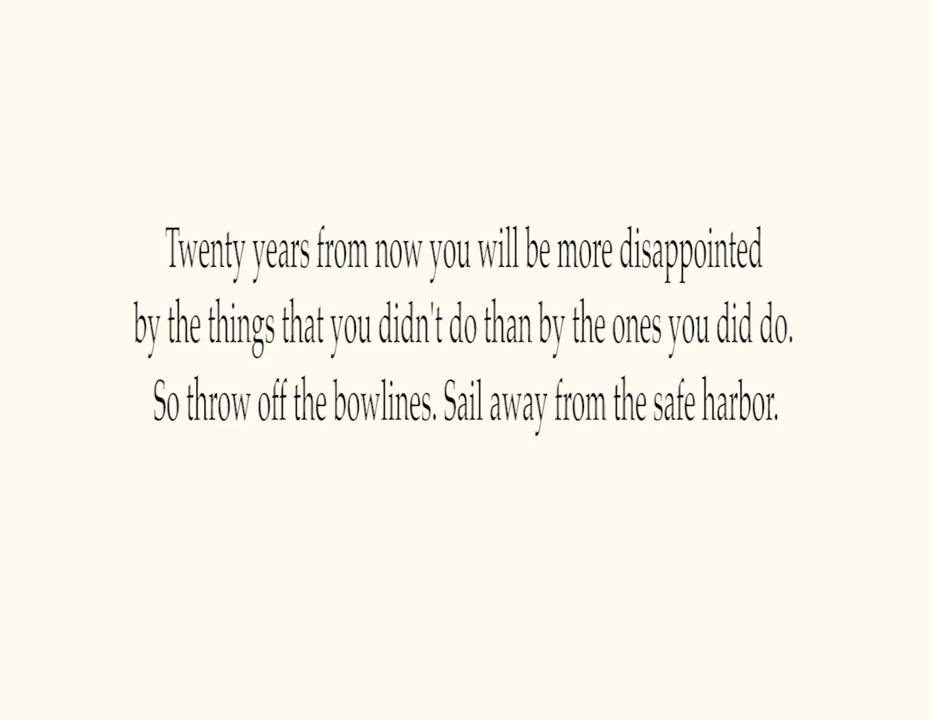 Twenty years from now you will be more disappointed
by the things that you didn't do than by the ones you did do.
So throw off the bowlines. Sail away from the safe harbor.